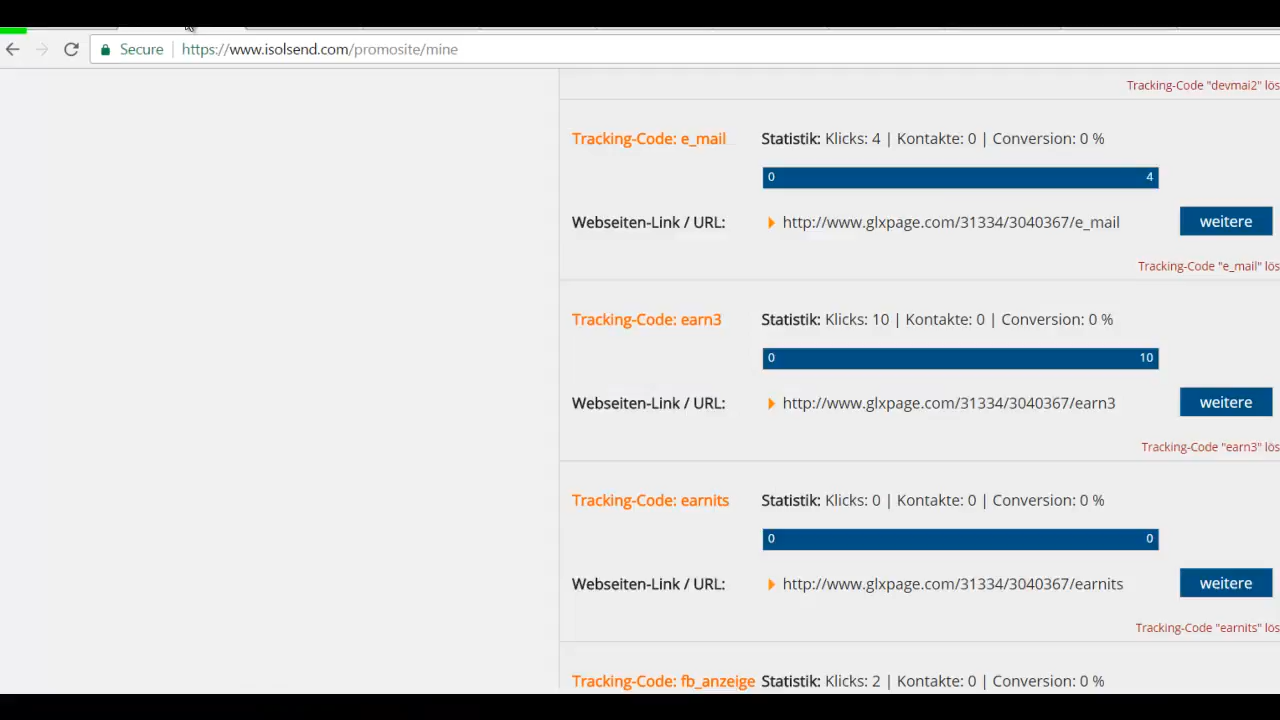 Secure https://www.isolsend.com/promosite/mine
Tracking-Code "devmai2" lös
Tracking-Code: e_mail Statistik: Klicks: 4 | Kontakte: 0 | Conversion: 0 %
0 4
Webseiten-Link / URL: http://www.glxpage.com/31334/3040367/e_mail weitere
Tracking-Code "e_mail" lös
Tracking-Code: earn3 Statistik: Klicks: 10 | Kontakte: 0 | Conversion: 0 %
0 10
Webseiten-Link / URL: http://www.glxpage.com/31334/3040367/earn3 weitere
Tracking-Code "earn3" lös
Tracking-Code: earnits Statistik: Klicks: 0 | Kontakte: 0 | Conversion: 0 %
0 0
Webseiten-Link / URL: http://www.glxpage.com/31334/3040367/earnits weitere
Tracking-Code "earnits" lös
Tracking-Code: fb_anzeige Statistik: Klicks: 2 | Kontakte: 0 | Conversion: 0 %